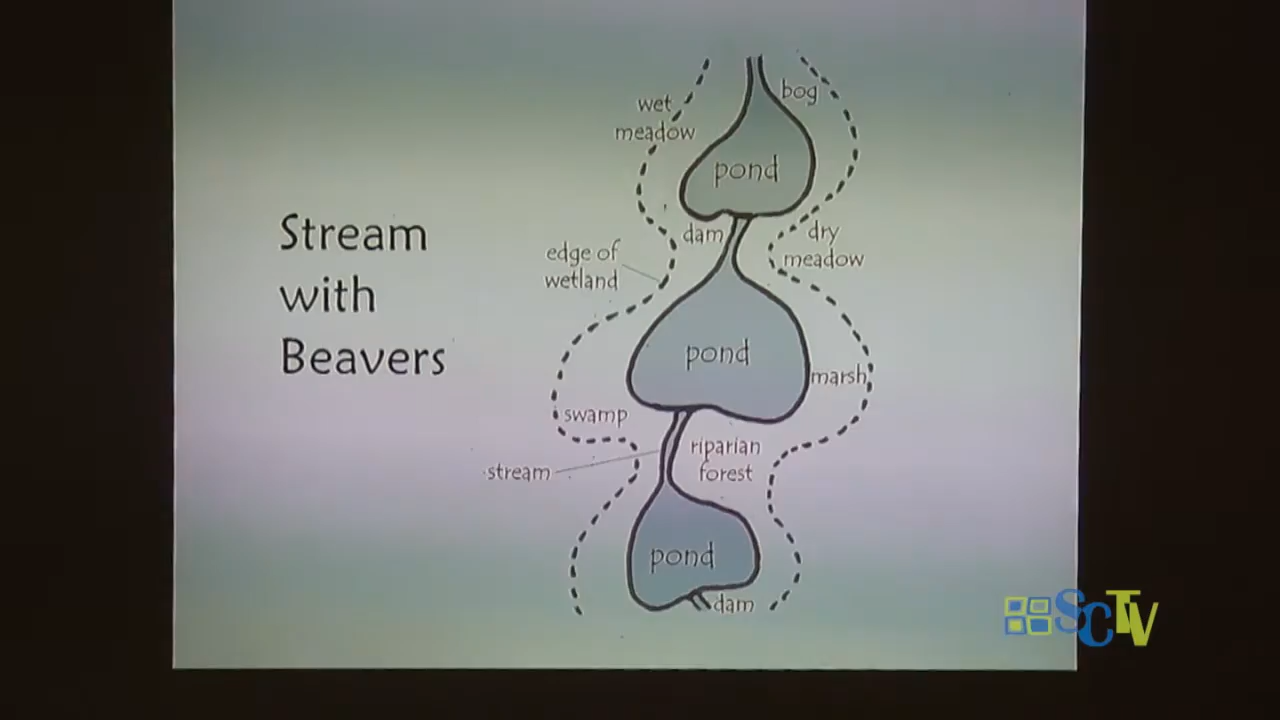 Stream
with
Beavers
wet
meadow
bog
pond
dam
dry
meadow
edge of
wetland
pond
marsh
swamp
riparian
forest
stream
pond
dam
SCTV